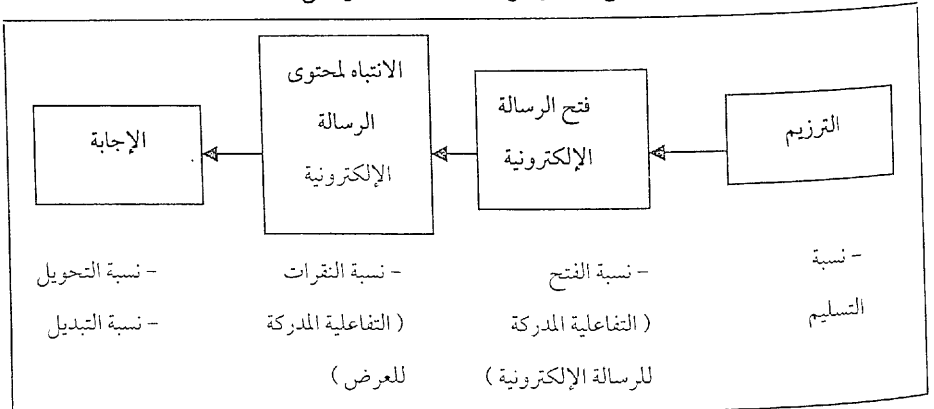 الترزيم
فتح الرسالة
الإلكترونية
الانتباه لمحتوى
الرسالة
الإلكترونية
الإجابة
- نسبة
التسليم
- نسبة الفتح
( التفاعلية المدركة
للرسالة الإلكترونية )
- نسبة النقرات
( التفاعلية المدركة
للعرض )
- نسبة التحويل
- نسبة التبديل